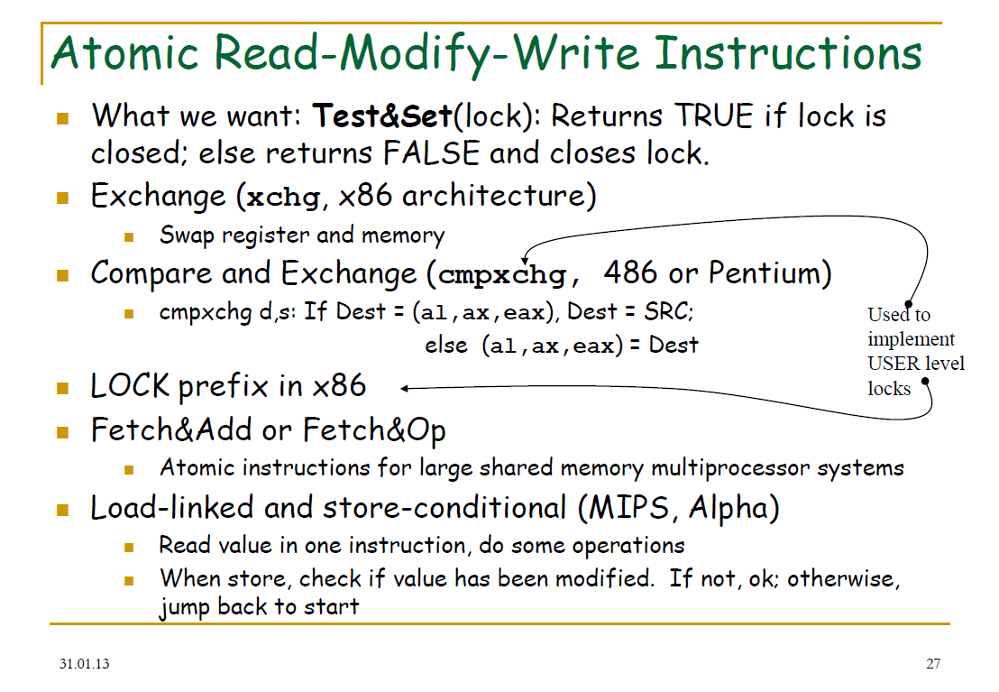 Atomic Read-Modify-Write Instructions
What we want: Test&Set(lock): Returns TRUE if lock is
closed; else returns FALSE and closes lock.
Exchange (xchg, x86 architecture)
Swap register and memory
Compare and Exchange (cmpxchg, 486 or Pentium)
cmpxchg d,s: If Dest = (al,ax,eax), Dest = SRC;
else (al,ax,eax) = Dest
Used to
implement
USER level
locks
LOCK prefix in x86
Fetch&Add or Fetch&Op
Atomic instructions for large shared memory multiprocessor systems
Load-linked and store-conditional (MIPS, Alpha)
Read value in one instruction, do some operations
When store, check if value has been modified. If not, ok; otherwise,
jump back to start
31.01.13
27